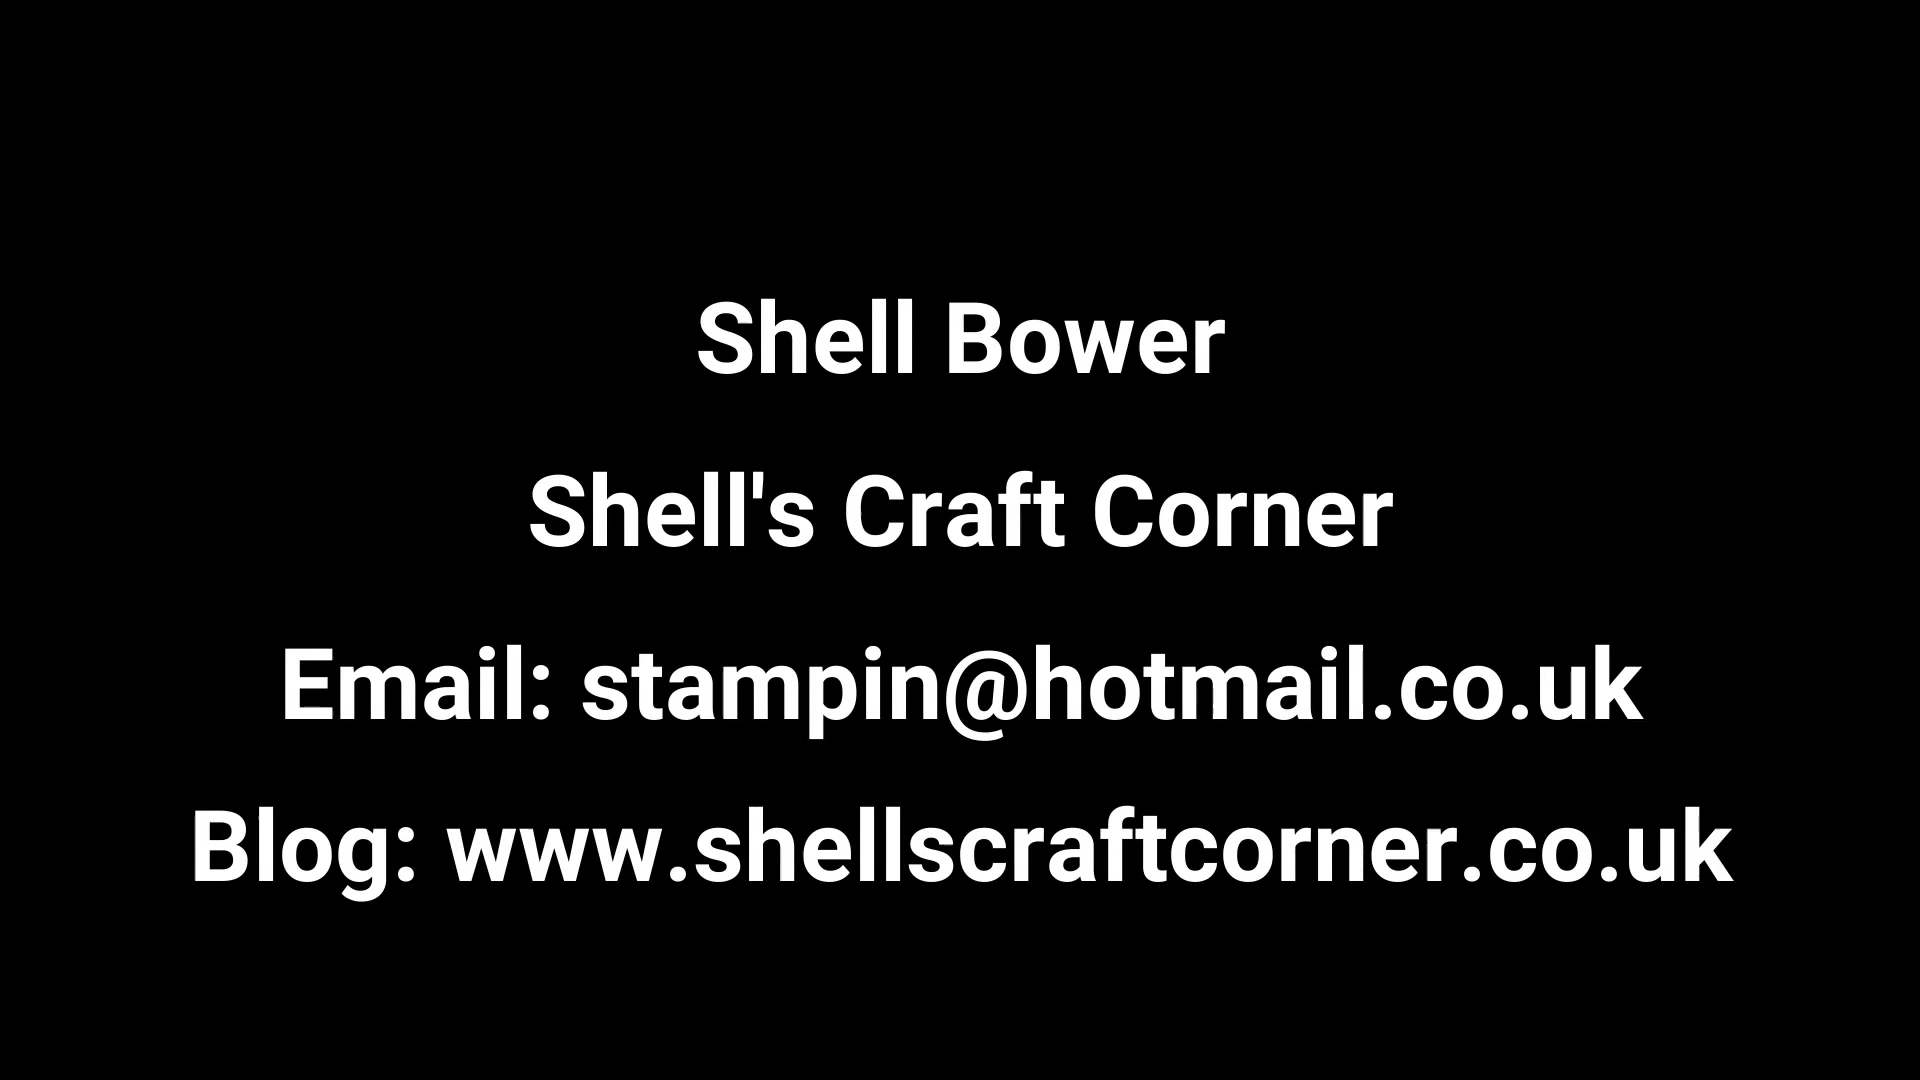 Shell Bower
Shell's Craft Corner
Email: stampin@hotmail.co.uk
Blog: www.shellscraftcorner.co.uk